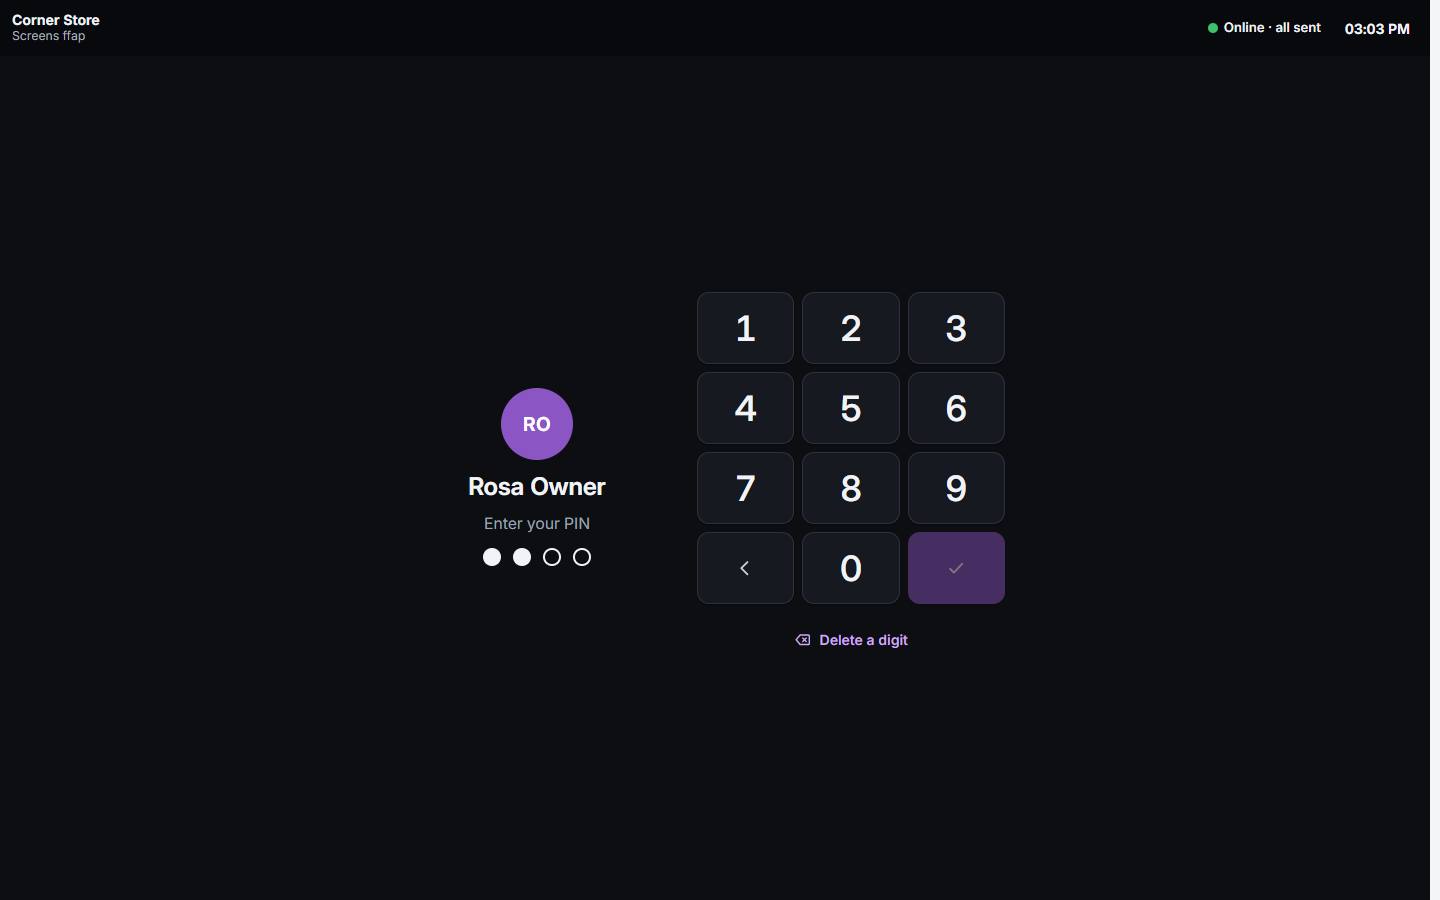 Corner Store
Screens ffap
Online · all sent
03:03 PM
1
2
3
4
5
6
7
8
9
0
RO
Rosa Owner
Enter your PIN
Delete a digit